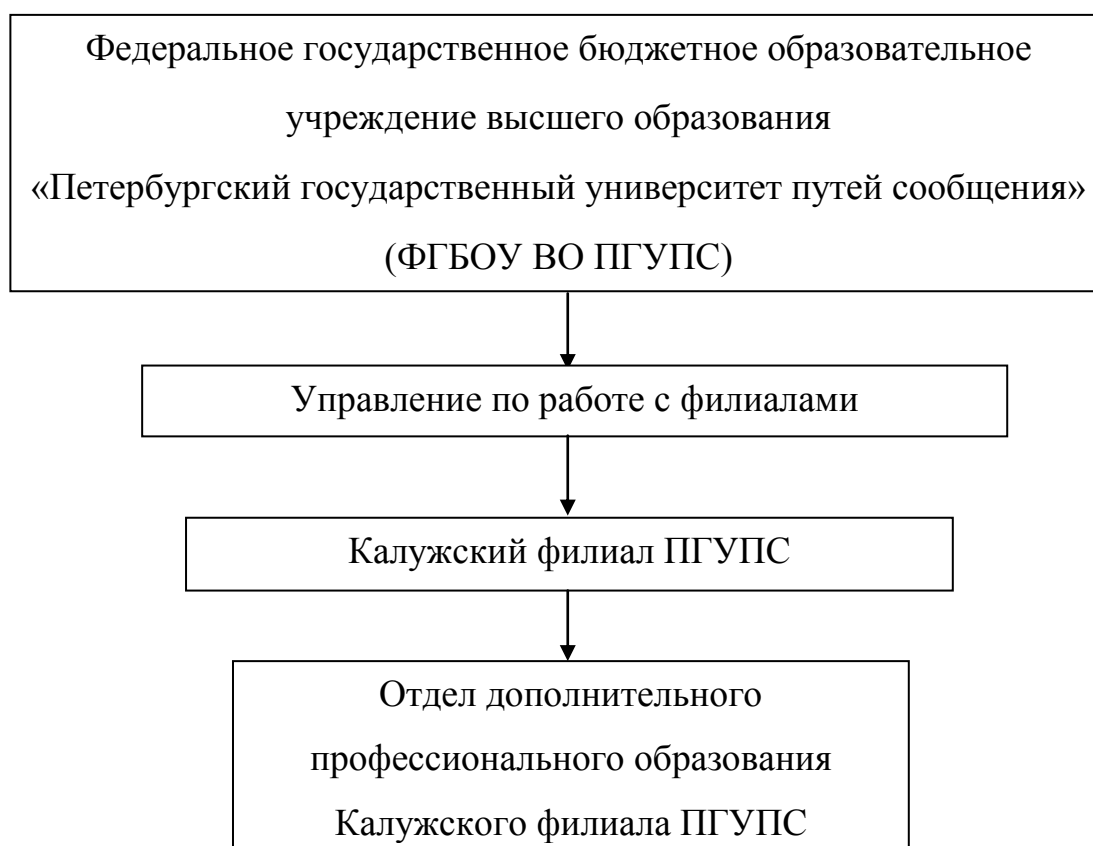 Федеральное государственное бюджетное образовательное
учреждение высшего образования
«Петербургский государственный университет путей сообщения»
(ФГБОУ ВО ПГУПС)
Управление по работе с филиалами
Калужский филиал ПГУПС
Отдел дополнительного
профессионального образования
Калужского филиала ПГУПС